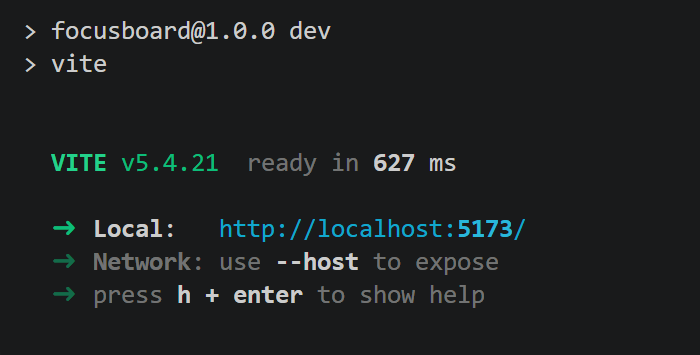 > focusboard@1.0.0 dev
> vite
VITE v5.4.21 ready in 627 ms
➜ Local: http://localhost:5173/
➜ Network: use --host to expose
➜ press h + enter to show help